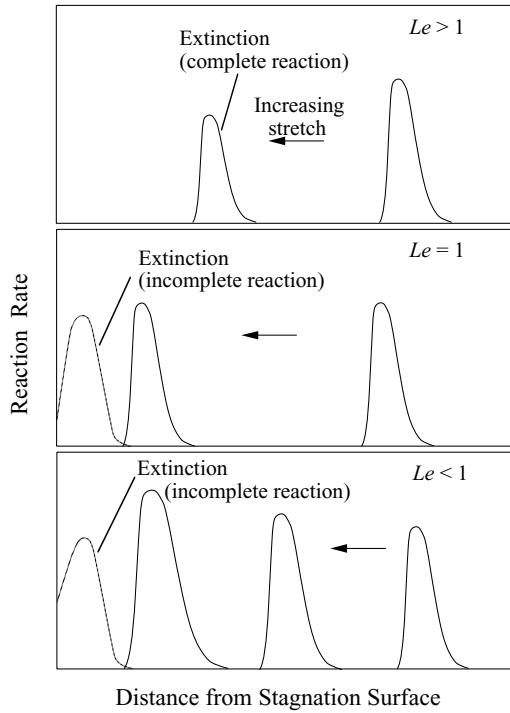 Le > 1
Extinction
(complete reaction)
Increasing
stretch
Le = 1
Extinction
(incomplete reaction)
Le < 1
Extinction
(incomplete reaction)
Reaction Rate
Distance from Stagnation Surface